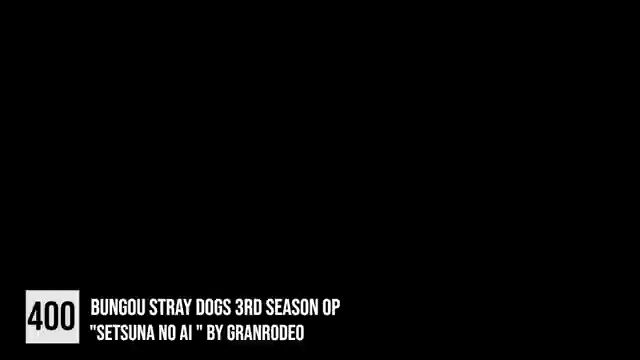 400
BUNGOU STRAY DOGS 3RD SEASON OP
"SETSUNA NO AI " BY GRANRODEO